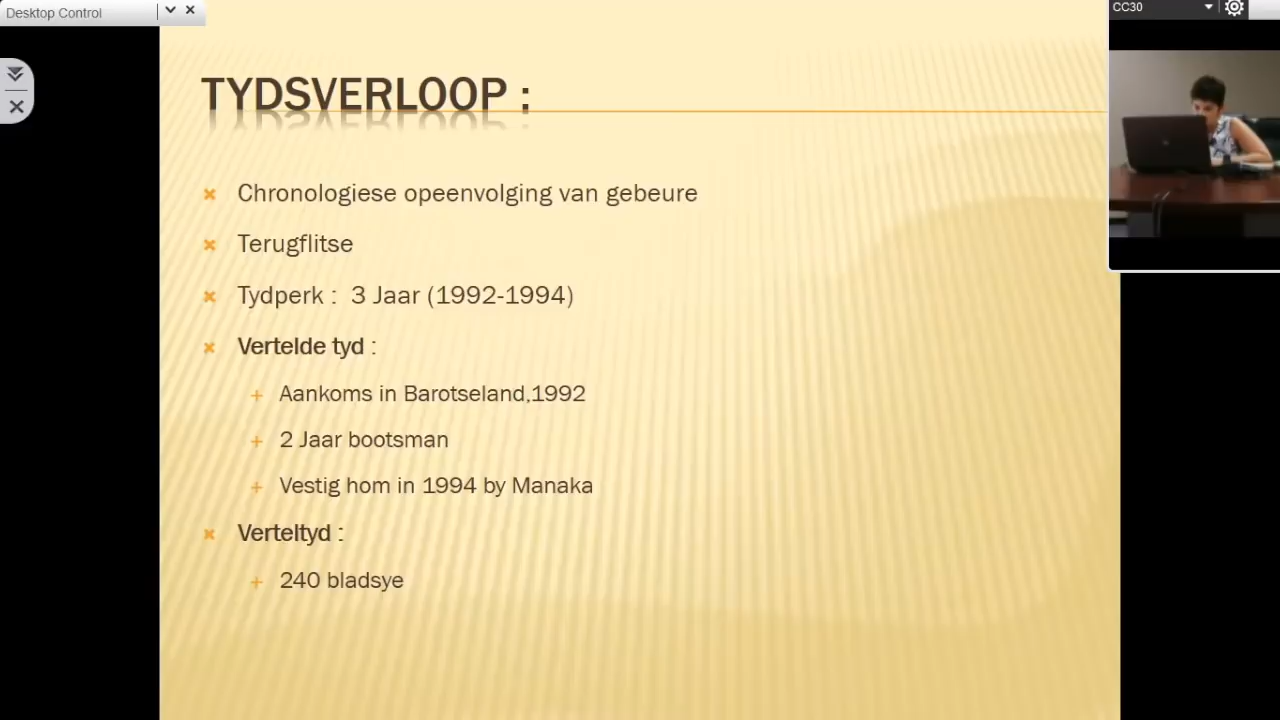 Desktop Control
CC30
TYDSVERLOOP :
Chronologiese opeenvolging van gebeure
Terugflitse
Tydperk : 3 Jaar (1992-1994)
Vertelde tyd :
Aankoms in Barotseland,1992
2 Jaar bootsman
Vestig hom in 1994 by Manaka
Verteltyd :
240 bladsye